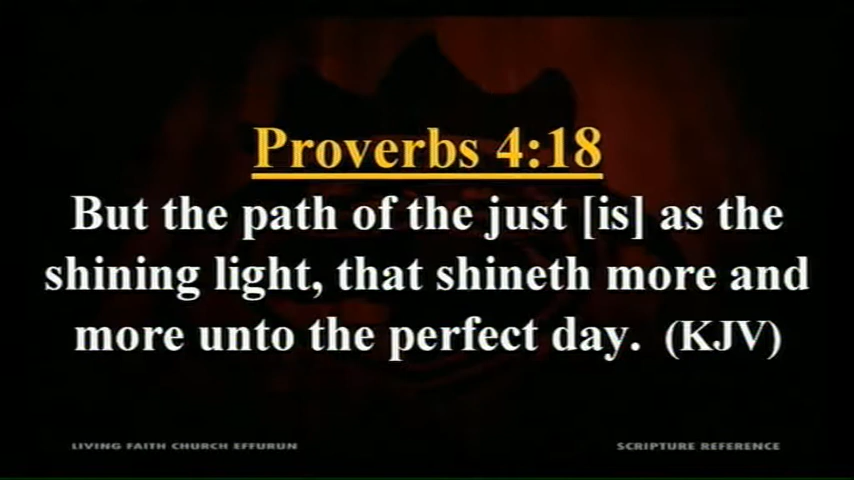 Proverbs 4:18
But the path of the just [is] as the
shining light, that shineth more and
more unto the perfect day.  (KJV)
LIVING FAITH CHURCH EFFURUN
SCRIPTURE REFERENCE